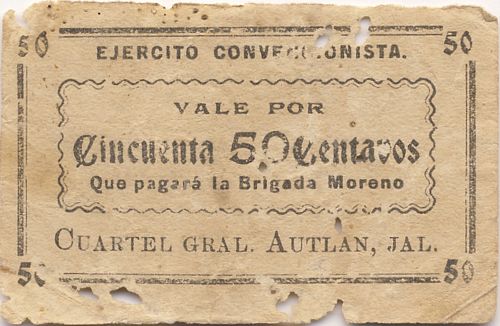 50 50
EJERCITO CONVENCIONISTA.
VALE POR
Cincuenta 50 Centavos
Que pagará la Brigada Moreno
CUARTEL GRAL. AUTLAN, JAL.
50 50